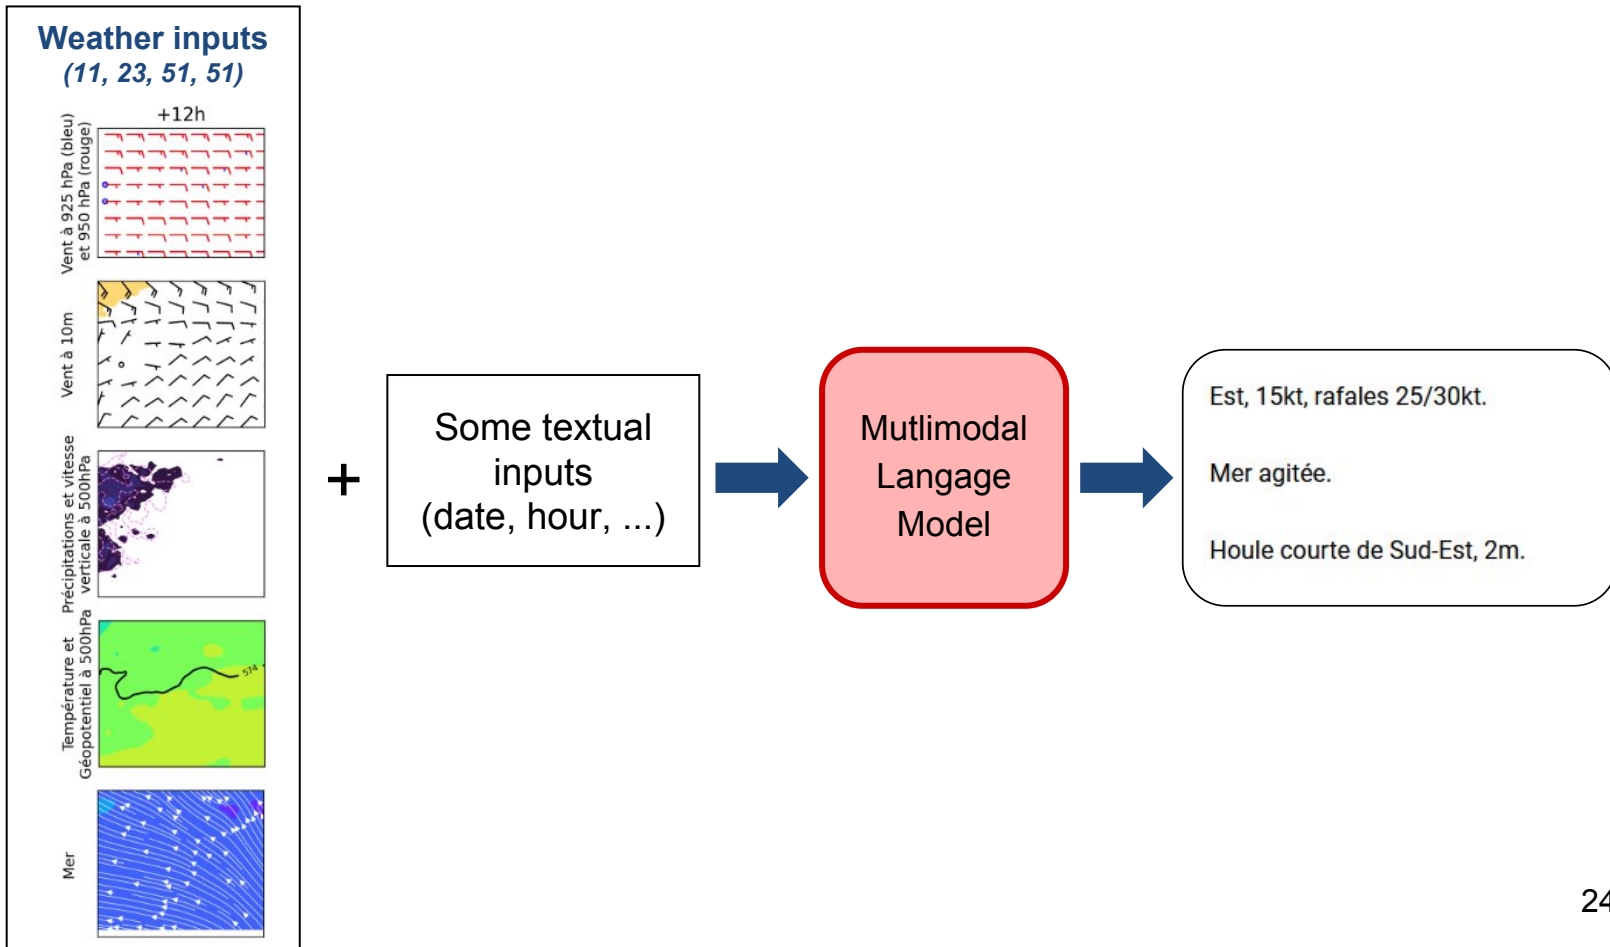 Weather inputs
(11, 23, 51, 51)
+12h
Vent à 925 hPa (bleu)
et 950 hPa (rouge)
Vent à 10m
Précipitations et vitesse
verticale à 500hPa
Température et
Géopotentiel à 500hPa
574
Mer
+
Some textual
inputs
(date, hour, ...)
Mutlimodal
Langage
Model
Est, 15kt, rafales 25/30kt.
Mer agitée.
Houle courte de Sud-Est, 2m.
24